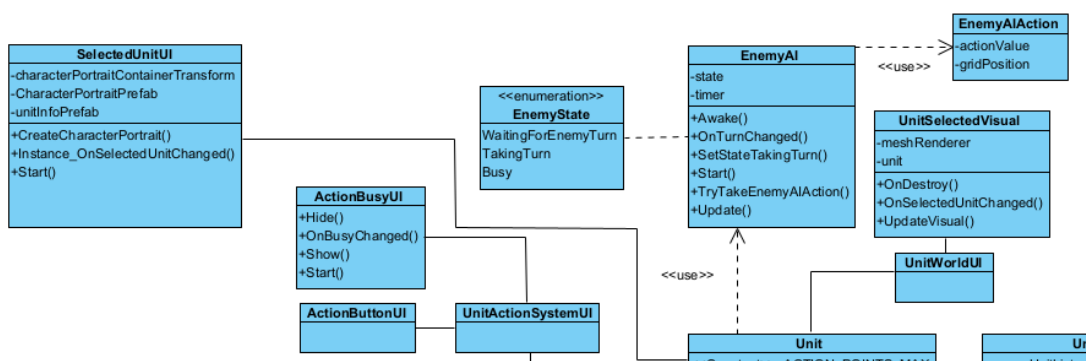 EnemyAIAction
-actionValue
-gridPosition
<<use>>
SelectedUnitUI
-characterPortraitContainerTransform
-CharacterPortraitPrefab
-unitInfoPrefab
+CreateCharacterPortrait()
+Instance_OnSelectedUnitChanged()
+Start()
EnemyAI
-state
-timer
+Awake()
+OnTurnChanged()
+SetStateTakingTurn()
+Start()
+TryTakeEnemyAIAction()
+Update()
<<enumeration>>
EnemyState
WaitingForEnemyTurn
TakingTurn
Busy
UnitSelectedVisual
-meshRenderer
-unit
+OnDestroy()
+OnSelectedUnitChanged()
+UpdateVisual()
ActionBusyUI
+Hide()
+OnBusyChanged()
+Show()
+Start()
<<use>>
UnitWorldUI
ActionButtonUI
UnitActionSystemUI
Unit